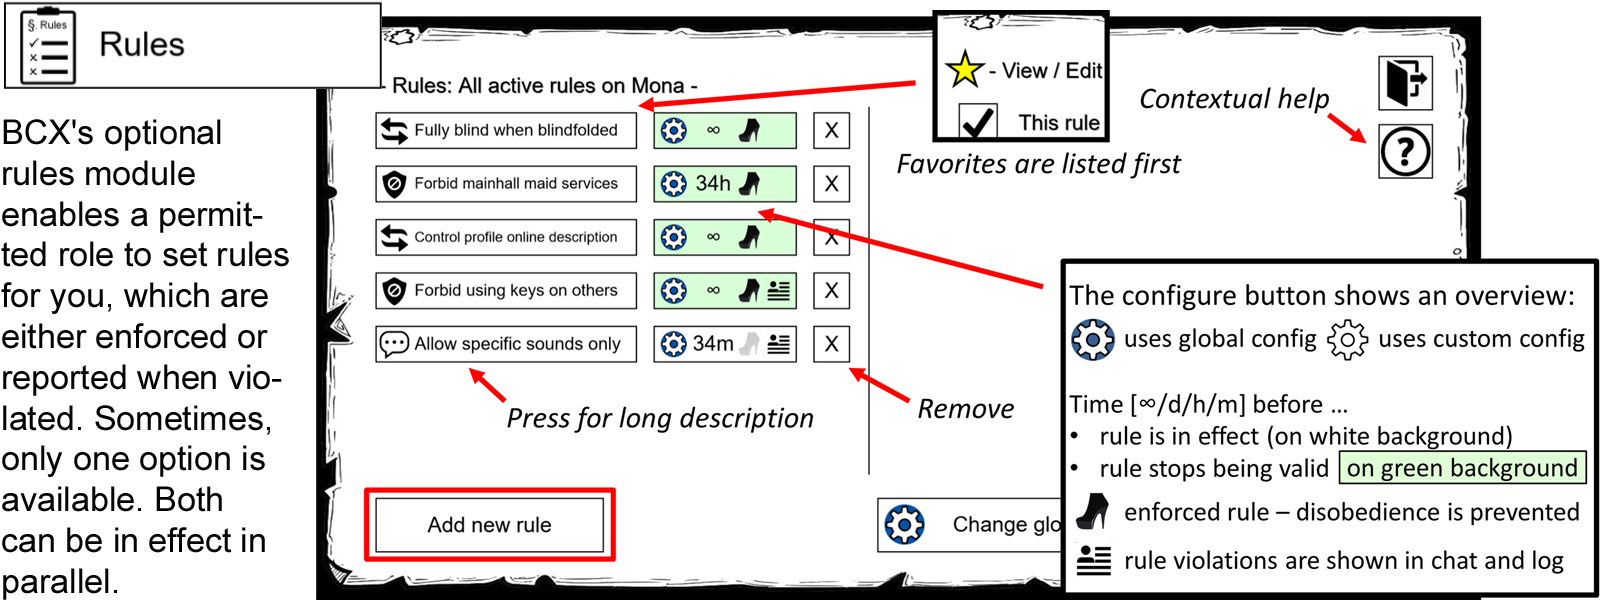 §. Rules
Rules
BCX's optional
rules module
enables a permit-
ted role to set rules
for you, which are
either enforced or
reported when vio-
lated. Sometimes,
only one option is
available. Both
can be in effect in
parallel.
- Rules: All active rules on Mona -
Fully blind when blindfolded
∞
X
Forbid mainhall maid services
34h
X
Control profile online description
∞
X
Forbid using keys on others
∞
X
Allow specific sounds only
34m
X
Press for long description
Remove
Add new rule
- View / Edit
This rule
Favorites are listed first
Contextual help
?
Change glo
The configure button shows an overview:
uses global config uses custom config
Time [∞/d/h/m] before ...
• rule is in effect (on white background)
• rule stops being valid on green background
enforced rule – disobedience is prevented
rule violations are shown in chat and log